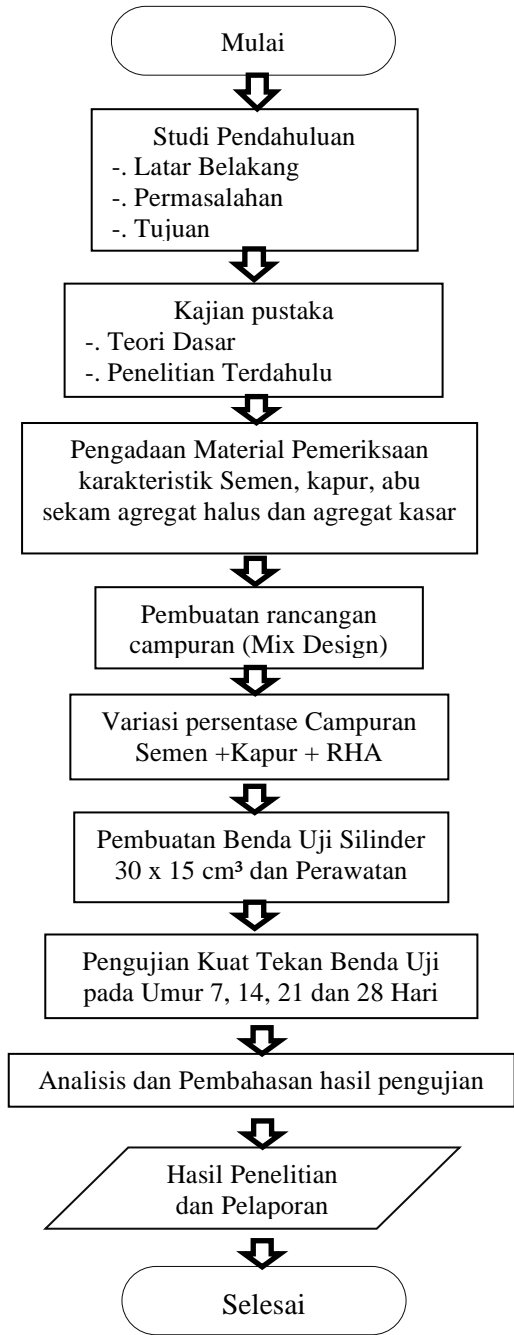 Mulai
Studi Pendahuluan
-. Latar Belakang
-. Permasalahan
-. Tujuan
Kajian pustaka
-. Teori Dasar
-. Penelitian Terdahulu
Pengadaan Material Pemeriksaan
karakteristik Semen, kapur, abu
sekam agregat halus dan agregat kasar
Pembuatan rancangan
campuran (Mix Design)
Variasi persentase Campuran
Semen +Kapur + RHA
Pembuatan Benda Uji Silinder
30 x 15 cm³ dan Perawatan
Pengujian Kuat Tekan Benda Uji
pada Umur 7, 14, 21 dan 28 Hari
Analisis dan Pembahasan hasil pengujian
Hasil Penelitian
dan Pelaporan
Selesai